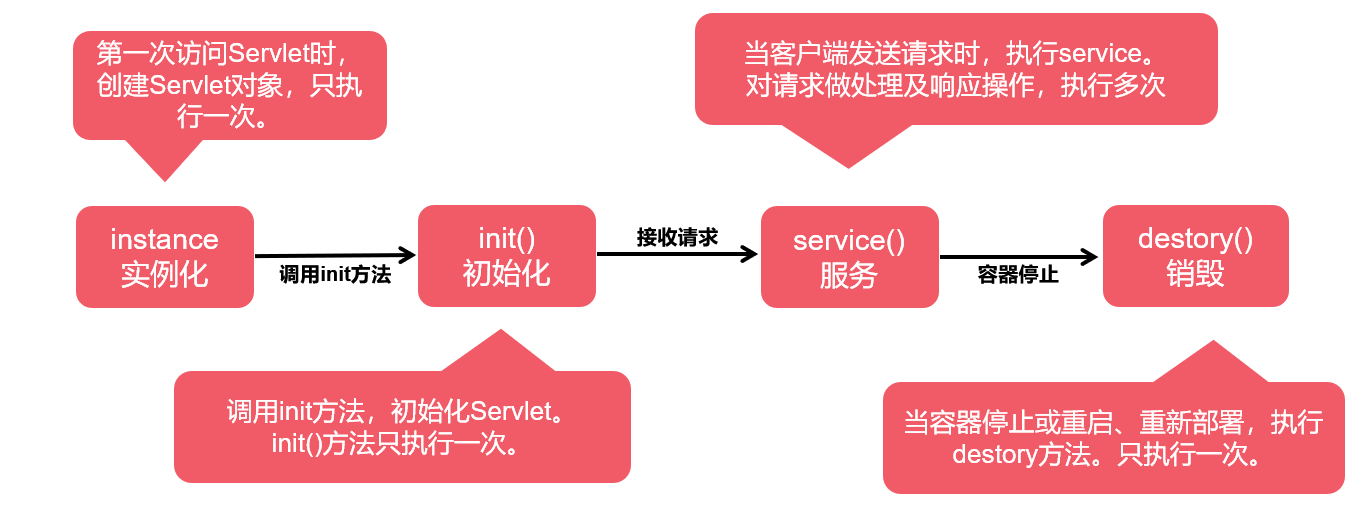 第一次访问Servlet时，
创建Servlet对象，只执
行一次。
当客户端发送请求时，执行service。
对请求做处理及响应操作，执行多次
instance
实例化
调用init方法
init()
初始化
接收请求
service()
服务
容器停止
destory()
销毁
调用init方法，初始化Servlet。
init()方法只执行一次。
当容器停止或重启、重新部署，执行
destory方法。只执行一次。